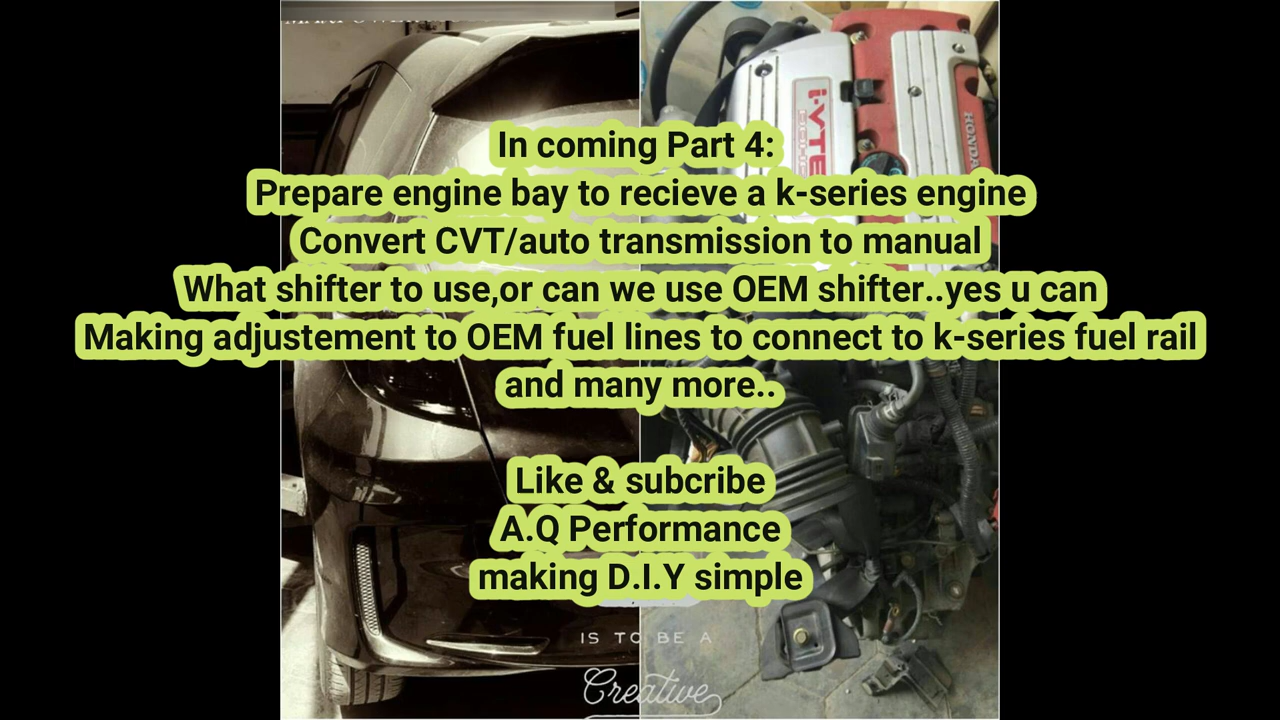 In coming Part 4:
Prepare engine bay to recieve a k-series engine
Convert CVT/auto transmission to manual
What shifter to use,or can we use OEM shifter..yes u can
Making adjustement to OEM fuel lines to connect to k-series fuel rail
and many more..
Like & subcribe
A.Q Performance
making D.I.Y simple
i-VTE
HONDA
IS TO BE A
Creative